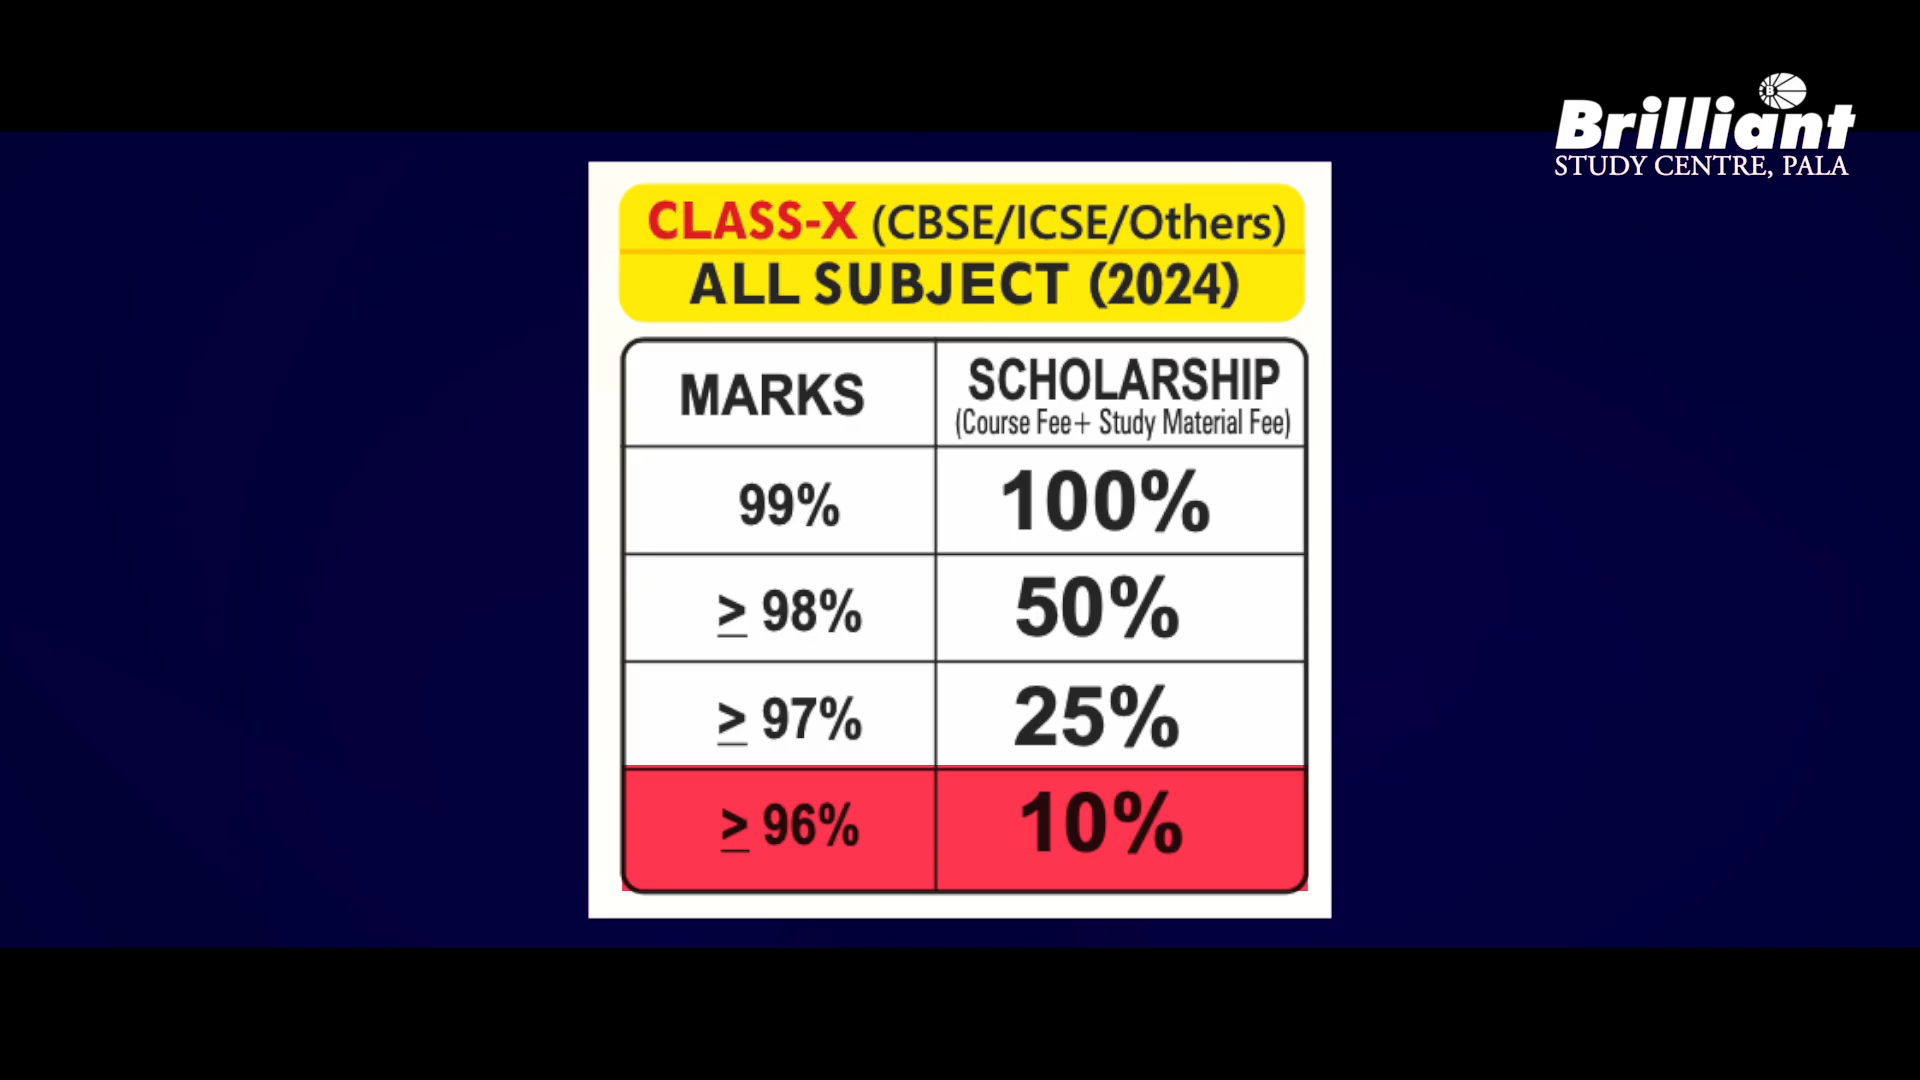 Brilliant
STUDY CENTRE, PALA
CLASS-X (CBSE/ICSE/Others)
ALL SUBJECT (2024)
MARKS SCHOLARSHIP
(Course Fee+ Study Material Fee)
99% 100%
≥ 98% 50%
≥ 97% 25%
≥ 96% 10%